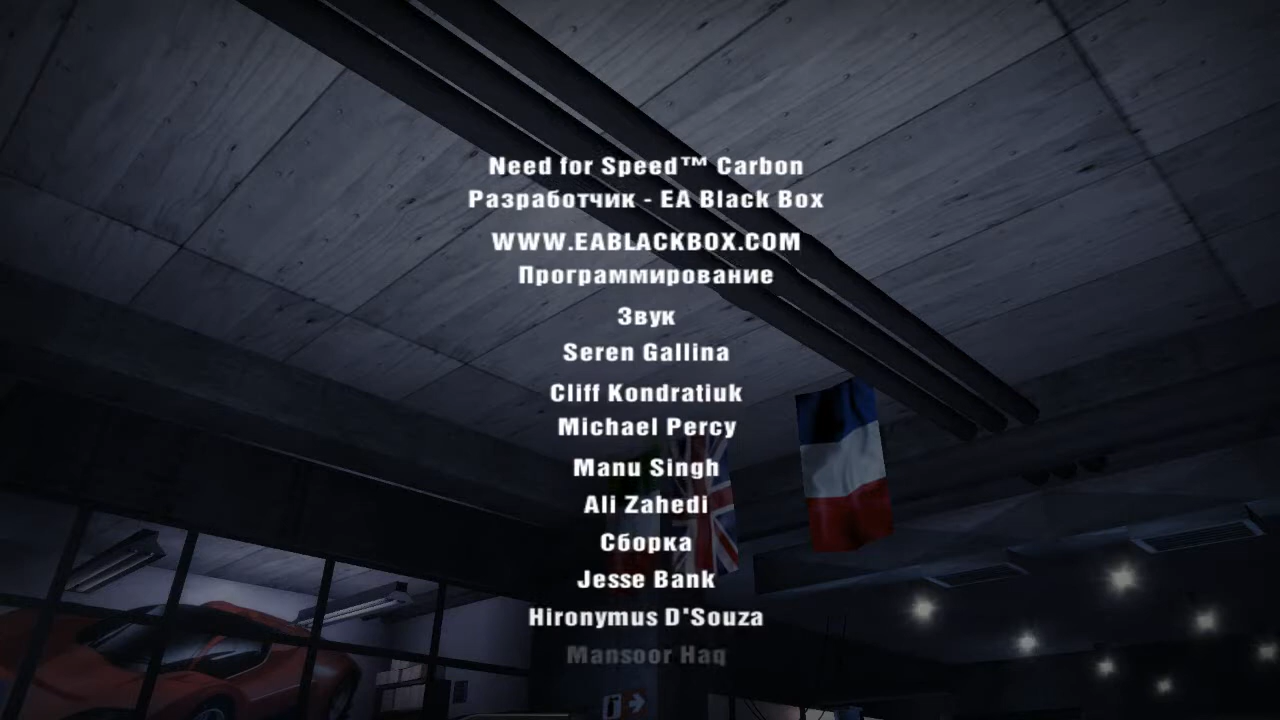 Need for Speed™ Carbon
Разработчик - EA Black Box
WWW.EABLACKBOX.COM
Программирование
Звук
Seren Gallina
Cliff Kondratiuk
Michael Percy
Manu Singh
Ali Zahedi
Сборка
Jesse Bank
Hironymus D'Souza
Mansoor Haq